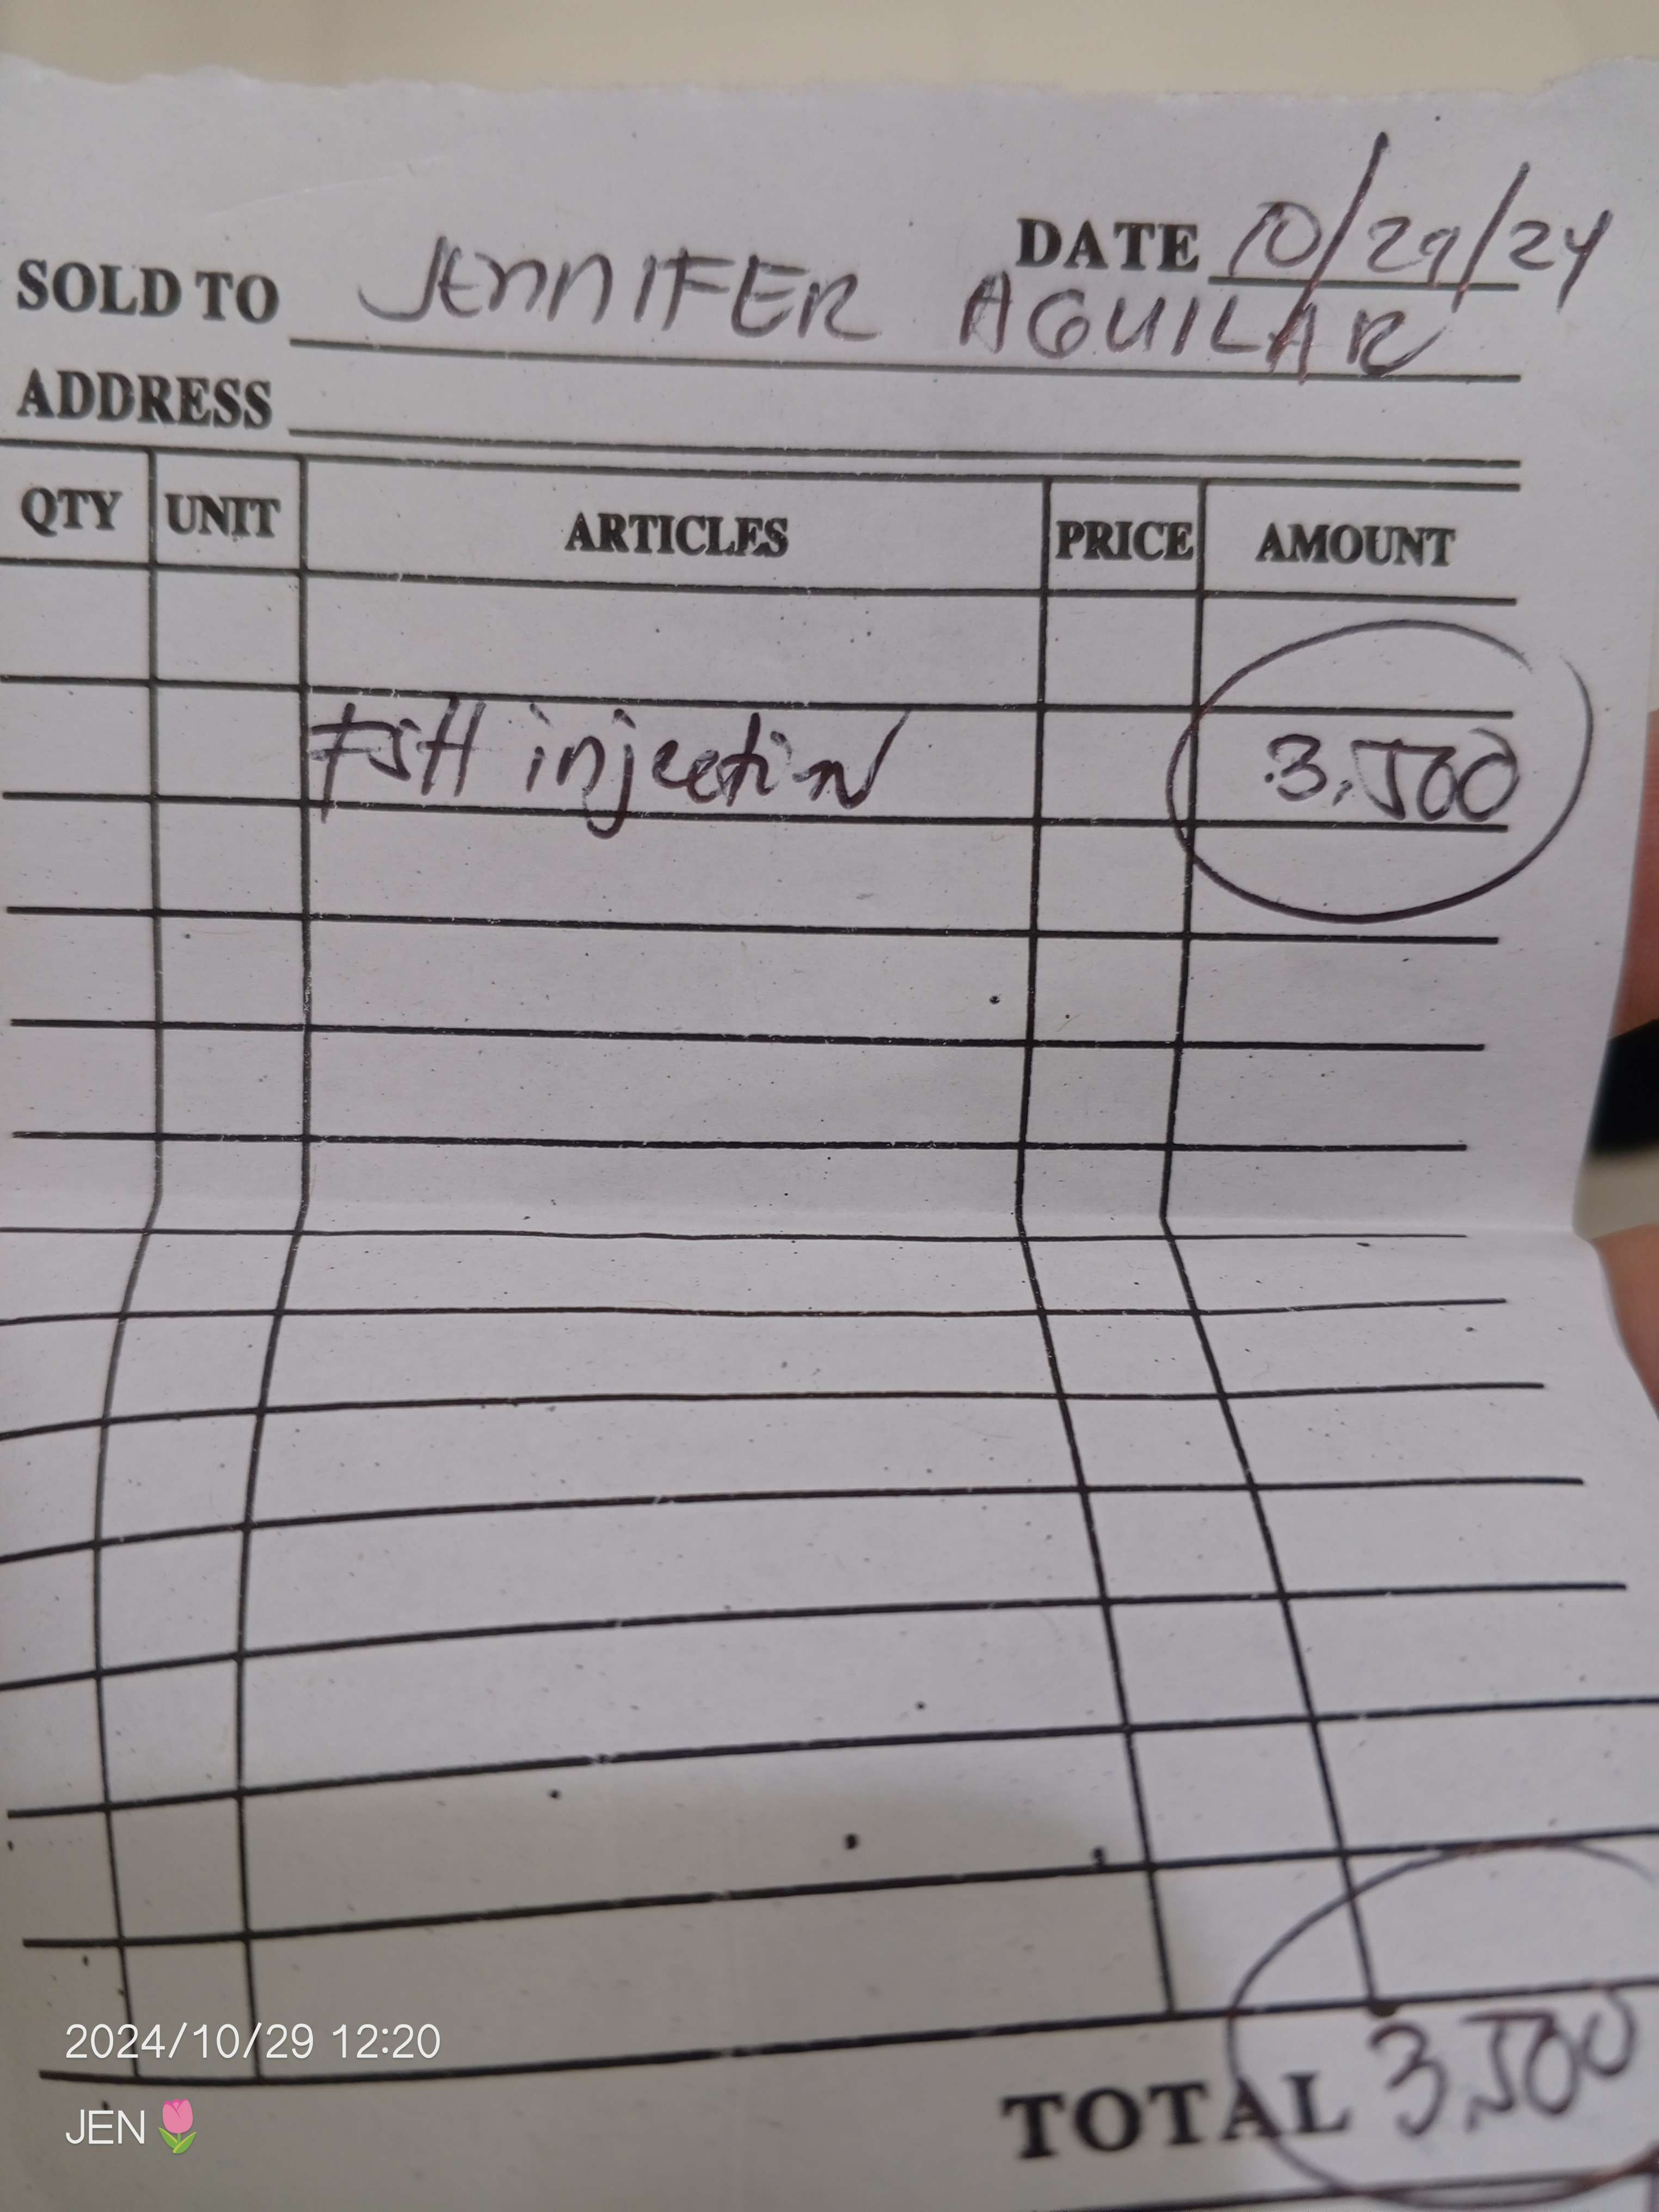 DATE 10/29/24
SOLD TO JENNIFER AGUILAR
ADDRESS
QTY UNIT ARTICLES PRICE AMOUNT
FSH injection 3,500
TOTAL 3,500
2024/10/29 12:20
JEN🌷